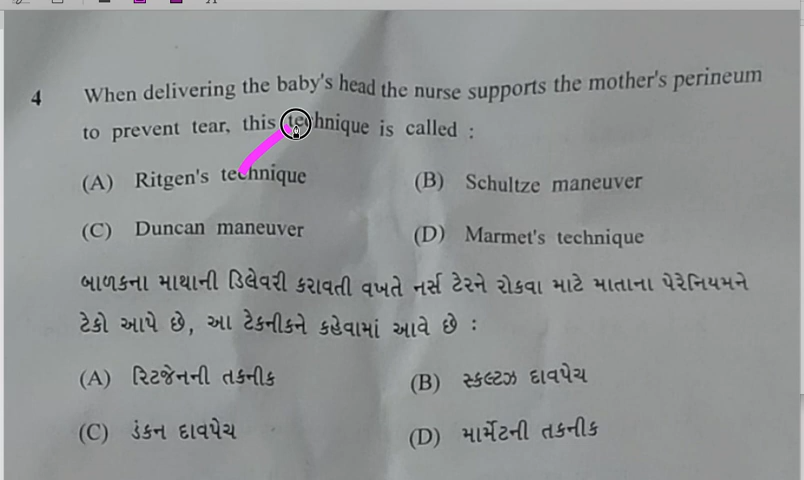 4 When delivering the baby's head the nurse supports the mother's perineum
to prevent tear, this technique is called :
(A) Ritgen's technique (B) Schultze maneuver
(C) Duncan maneuver (D) Marmet's technique
બાળકના માથાની ડિલેવરી કરાવતી વખતે નર્સ ટેરને રોકવા માટે માતાના પેરેનિયમને
ટેકો આપે છે, આ ટેકનીકને કહેવામાં આવે છે :
(A) રિટજેનની તકનીક (B) સ્કલ્ટઝ દાવપેચ
(C) ડંકન દાવપેચ (D) માર્મેટની તકનીક